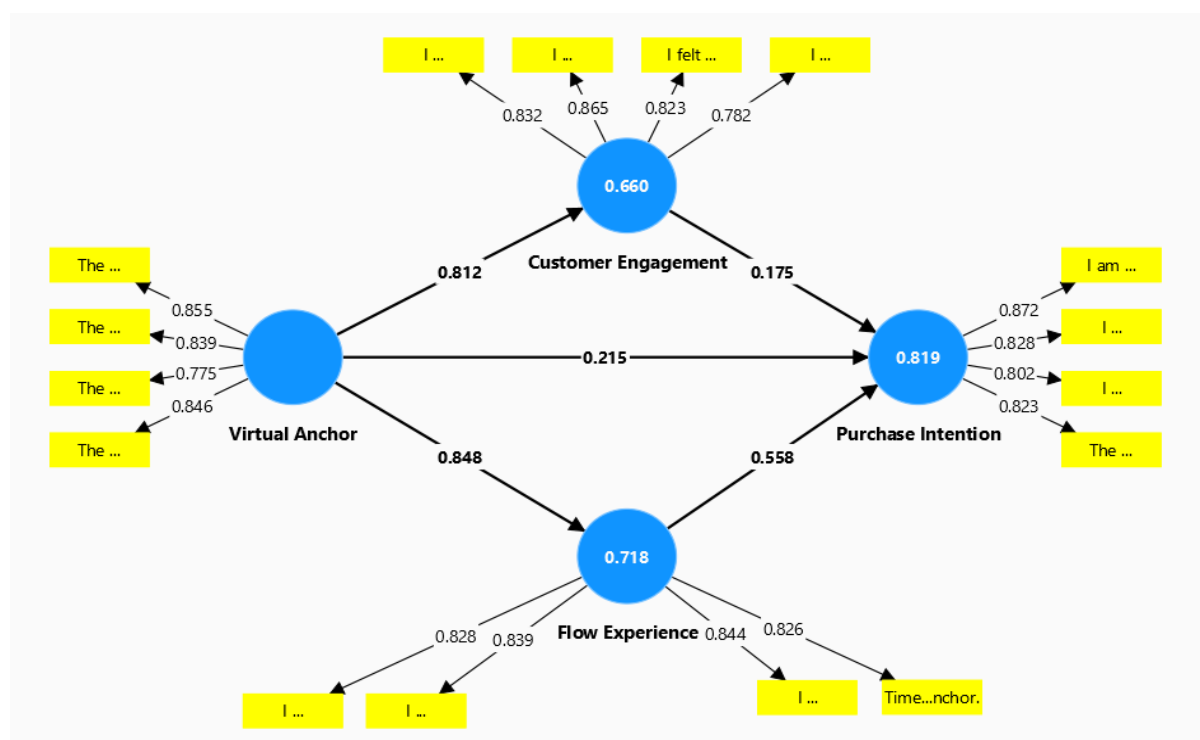 I ...
I ...
I felt ...
I ...
0.832
0.865
0.823
0.782
0.660
Customer Engagement
0.812
0.175
The ...
The ...
The ...
The ...
0.855
0.839
0.775
0.846
Virtual Anchor
0.215
0.819
Purchase Intention
I am ...
I ...
I ...
The ...
0.872
0.828
0.802
0.823
0.848
0.558
0.718
Flow Experience
0.828
0.839
0.844
0.826
I ...
I ...
I ...
Time...nchor.